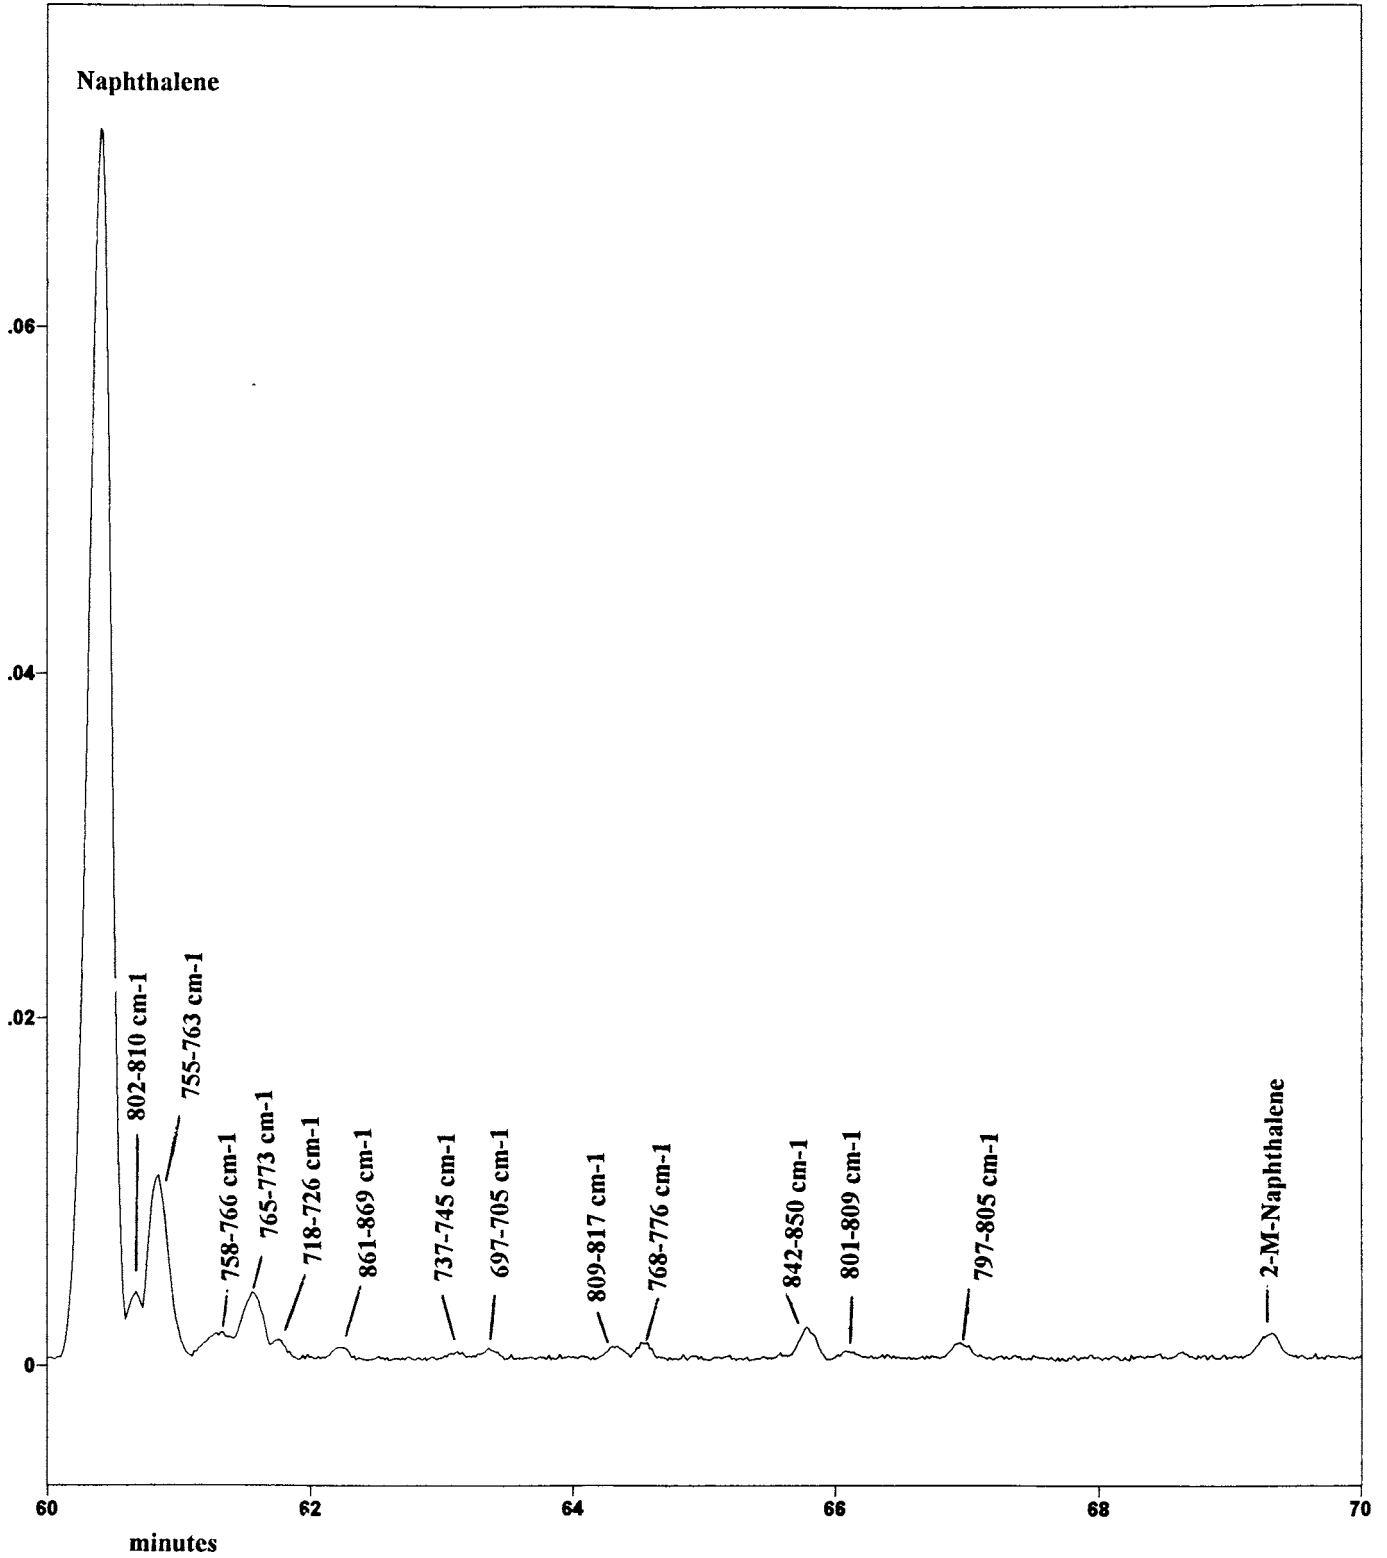 Naphthalene
.06
.04
.02
0
802-810 cm-1
755-763 cm-1
758-766 cm-1
765-773 cm-1
718-726 cm-1
861-869 cm-1
737-745 cm-1
697-705 cm-1
809-817 cm-1
768-776 cm-1
842-850 cm-1
801-809 cm-1
797-805 cm-1
2-M-Naphthalene
60 62 64 66 68 70
minutes